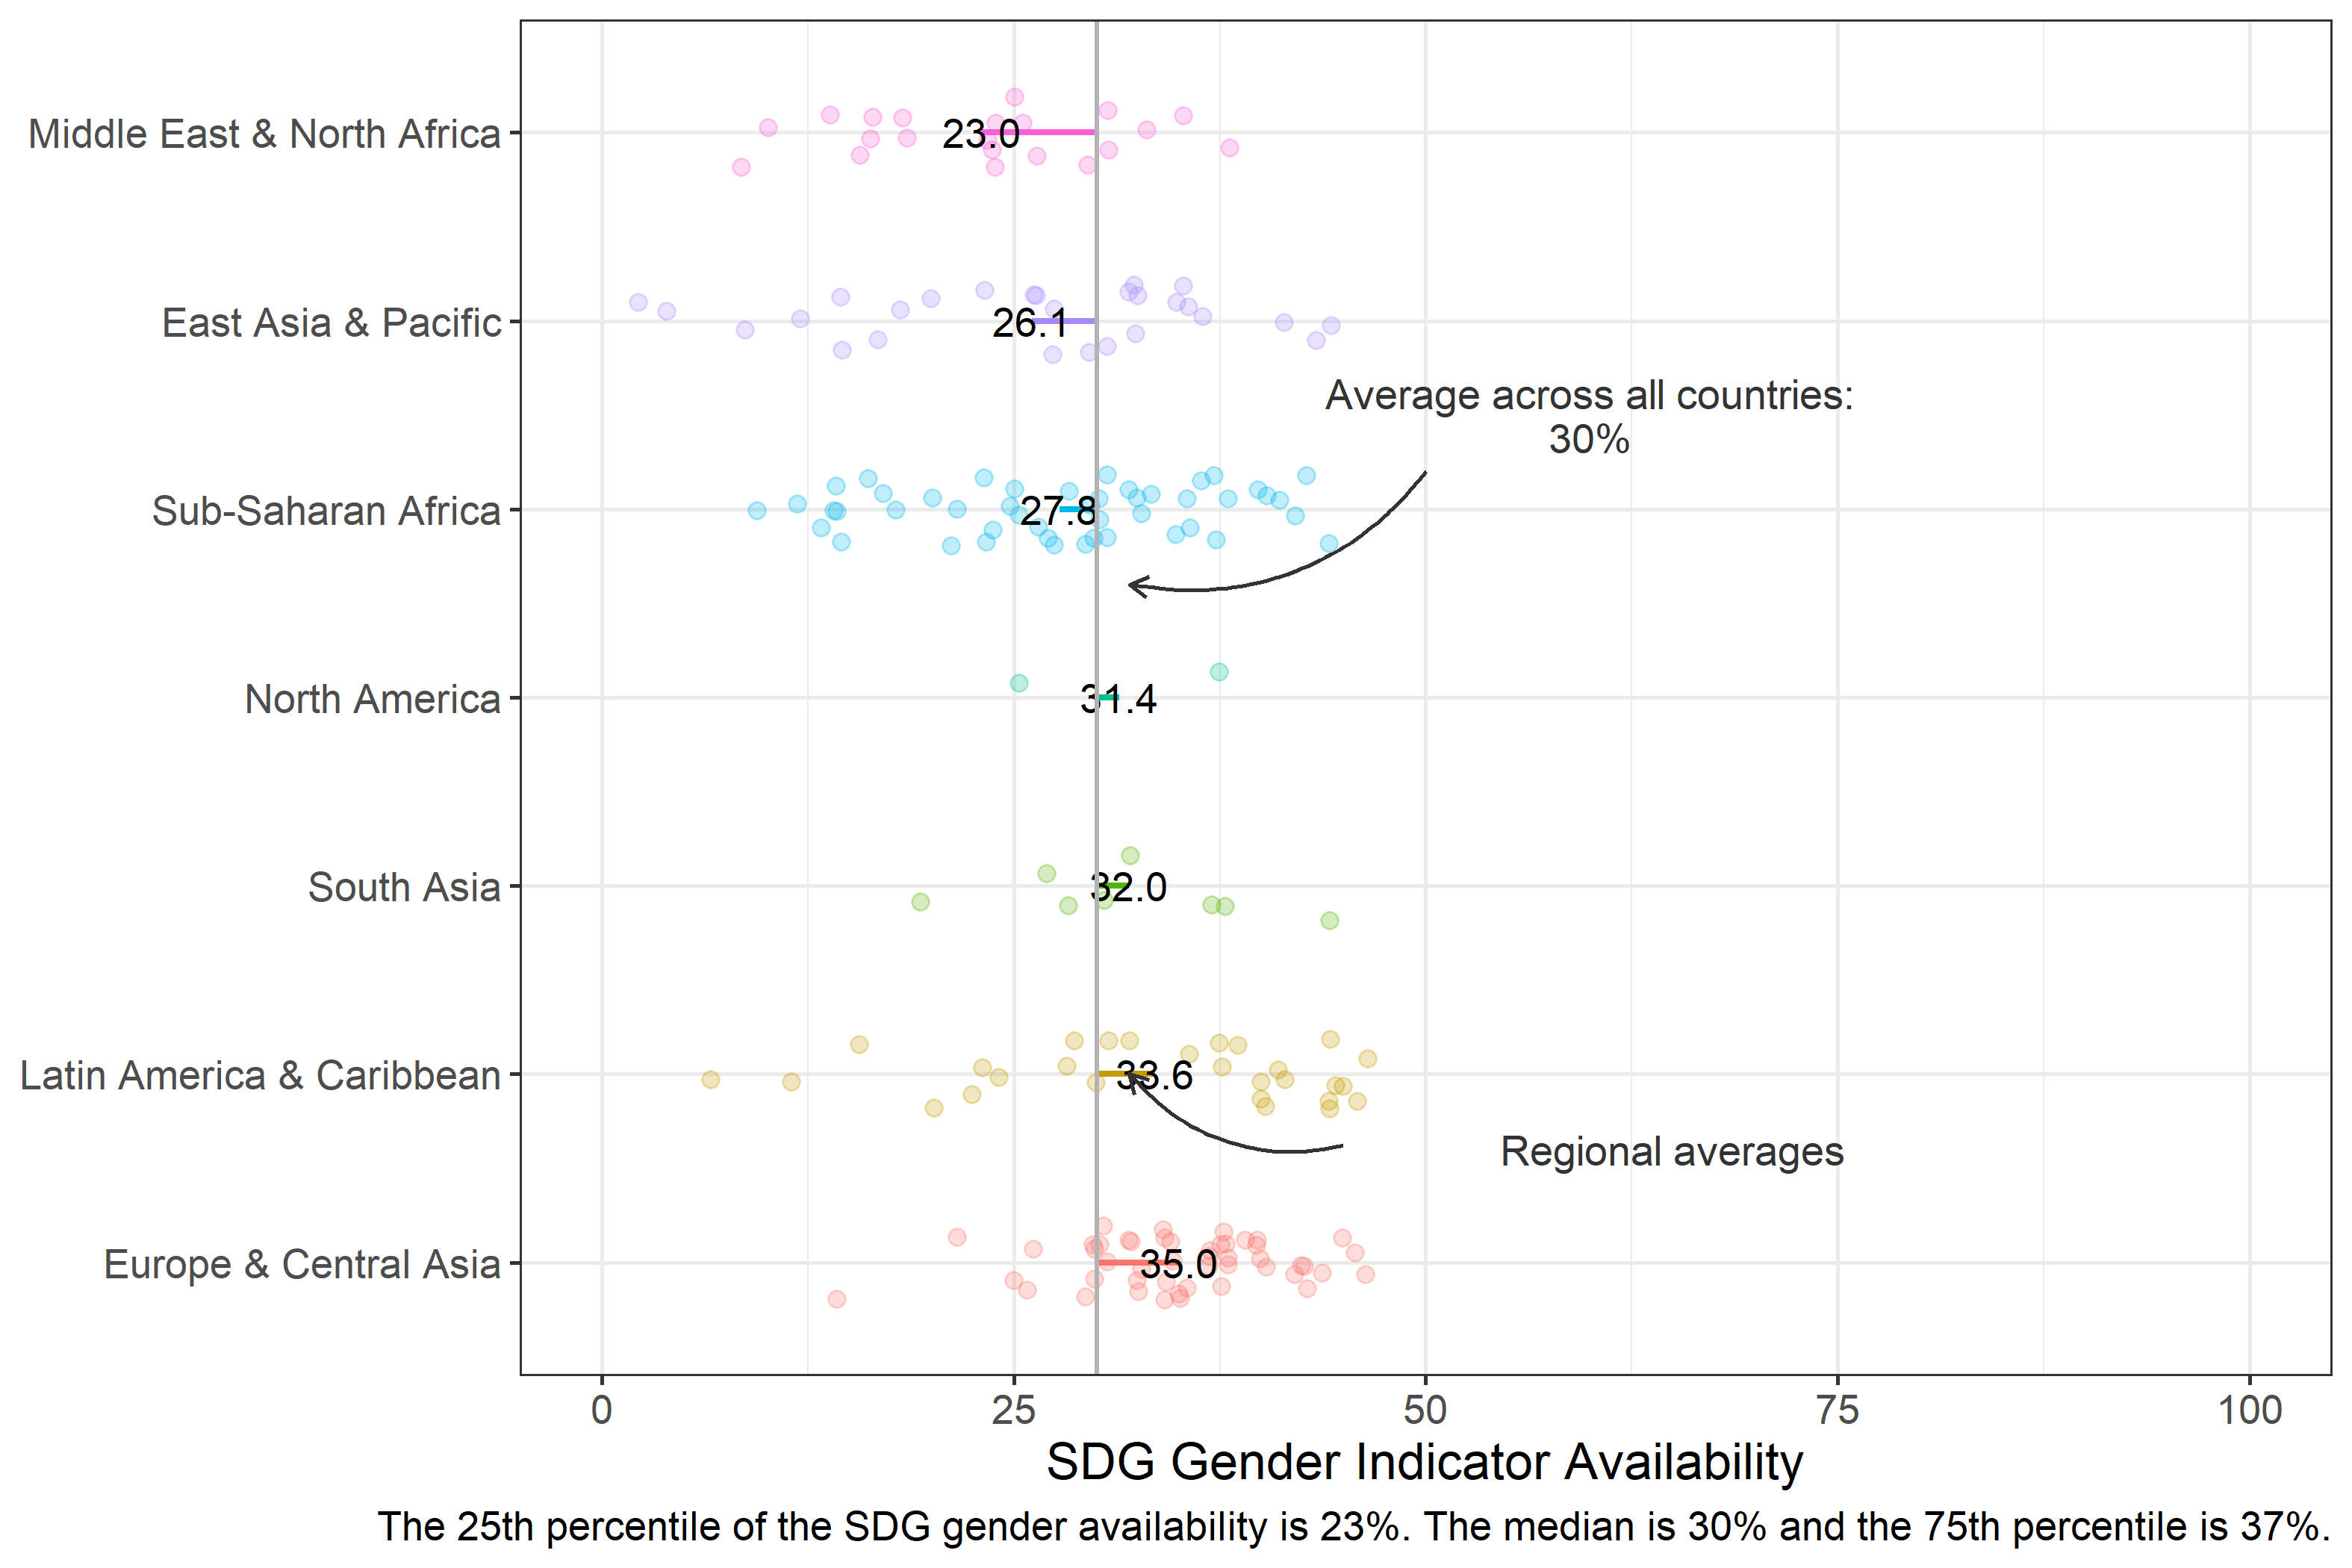 Middle East & North Africa
23.0
East Asia & Pacific
26.1
Average across all countries:
30%
Sub-Saharan Africa
27.8
North America
31.4
South Asia
32.0
Latin America & Caribbean
33.6
Regional averages
Europe & Central Asia
35.0
0 25 50 75 100
SDG Gender Indicator Availability
The 25th percentile of the SDG gender availability is 23%. The median is 30% and the 75th percentile is 37%.